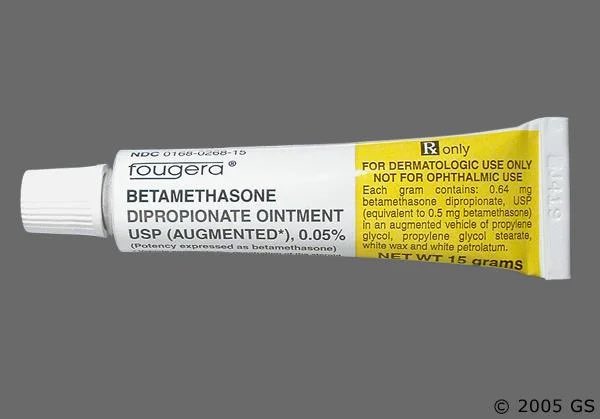 NDC 0168-0268-15
fougera®
BETAMETHASONE
DIPROPIONATE OINTMENT
USP (AUGMENTED*), 0.05%
(Potency expressed as betamethasone)
Rx only
FOR DERMATOLOGIC USE ONLY
NOT FOR OPHTHALMIC USE
Each gram contains: 0.64 mg
betamethasone dipropionate, USP
(equivalent to 0.5 mg betamethasone)
in an augmented vehicle of propylene
glycol, propylene glycol stearate,
white wax and white petrolatum.
NET WT 15 grams
© 2005 GS